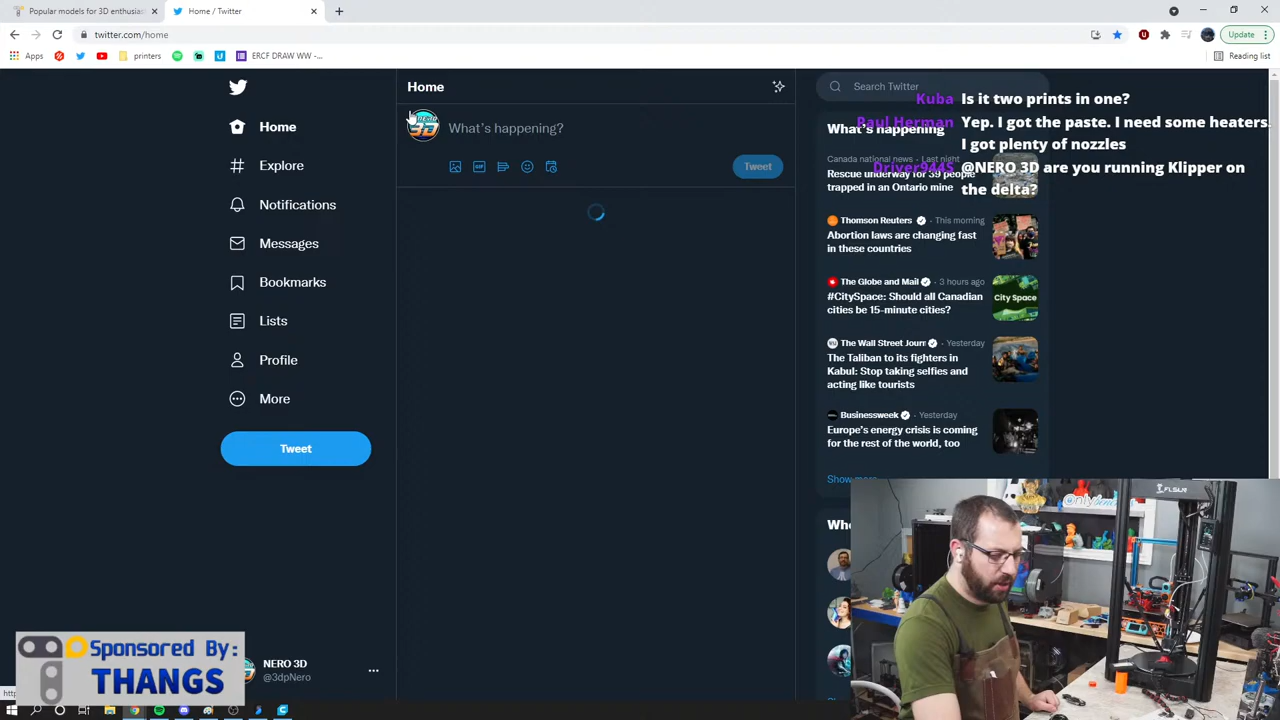 Popular models for 3D enthusias
Home / Twitter
twitter.com/home
Update
Apps
printers
ERCF DRAW WW -...
Reading list
Home
Explore
Notifications
Messages
Bookmarks
Lists
Profile
More
Tweet
NERO 3D
@3dpNero
Sponsored By:
THANGS
Home
What's happening?
Tweet
Search Twitter
What's happening
Canada national news · Last night
Rescue underway for 39 people
trapped in an Ontario mine
Thomson Reuters · This morning
Abortion laws are changing fast
in these countries
The Globe and Mail · 3 hours ago
#CitySpace: Should all Canadian
cities be 15-minute cities?
City Space
The Wall Street Journ · Yesterday
The Taliban to its fighters in
Kabul: Stop taking selfies and
acting like tourists
Businessweek · Yesterday
Europe's energy crisis is coming
for the rest of the world, too
Show more
Kuba Is it two prints in one?
Paul Herman Yep. I got the paste. I need some heaters.
I got plenty of nozzles
Driver944S @NERO 3D are you running Klipper on
the delta?
FLSUN